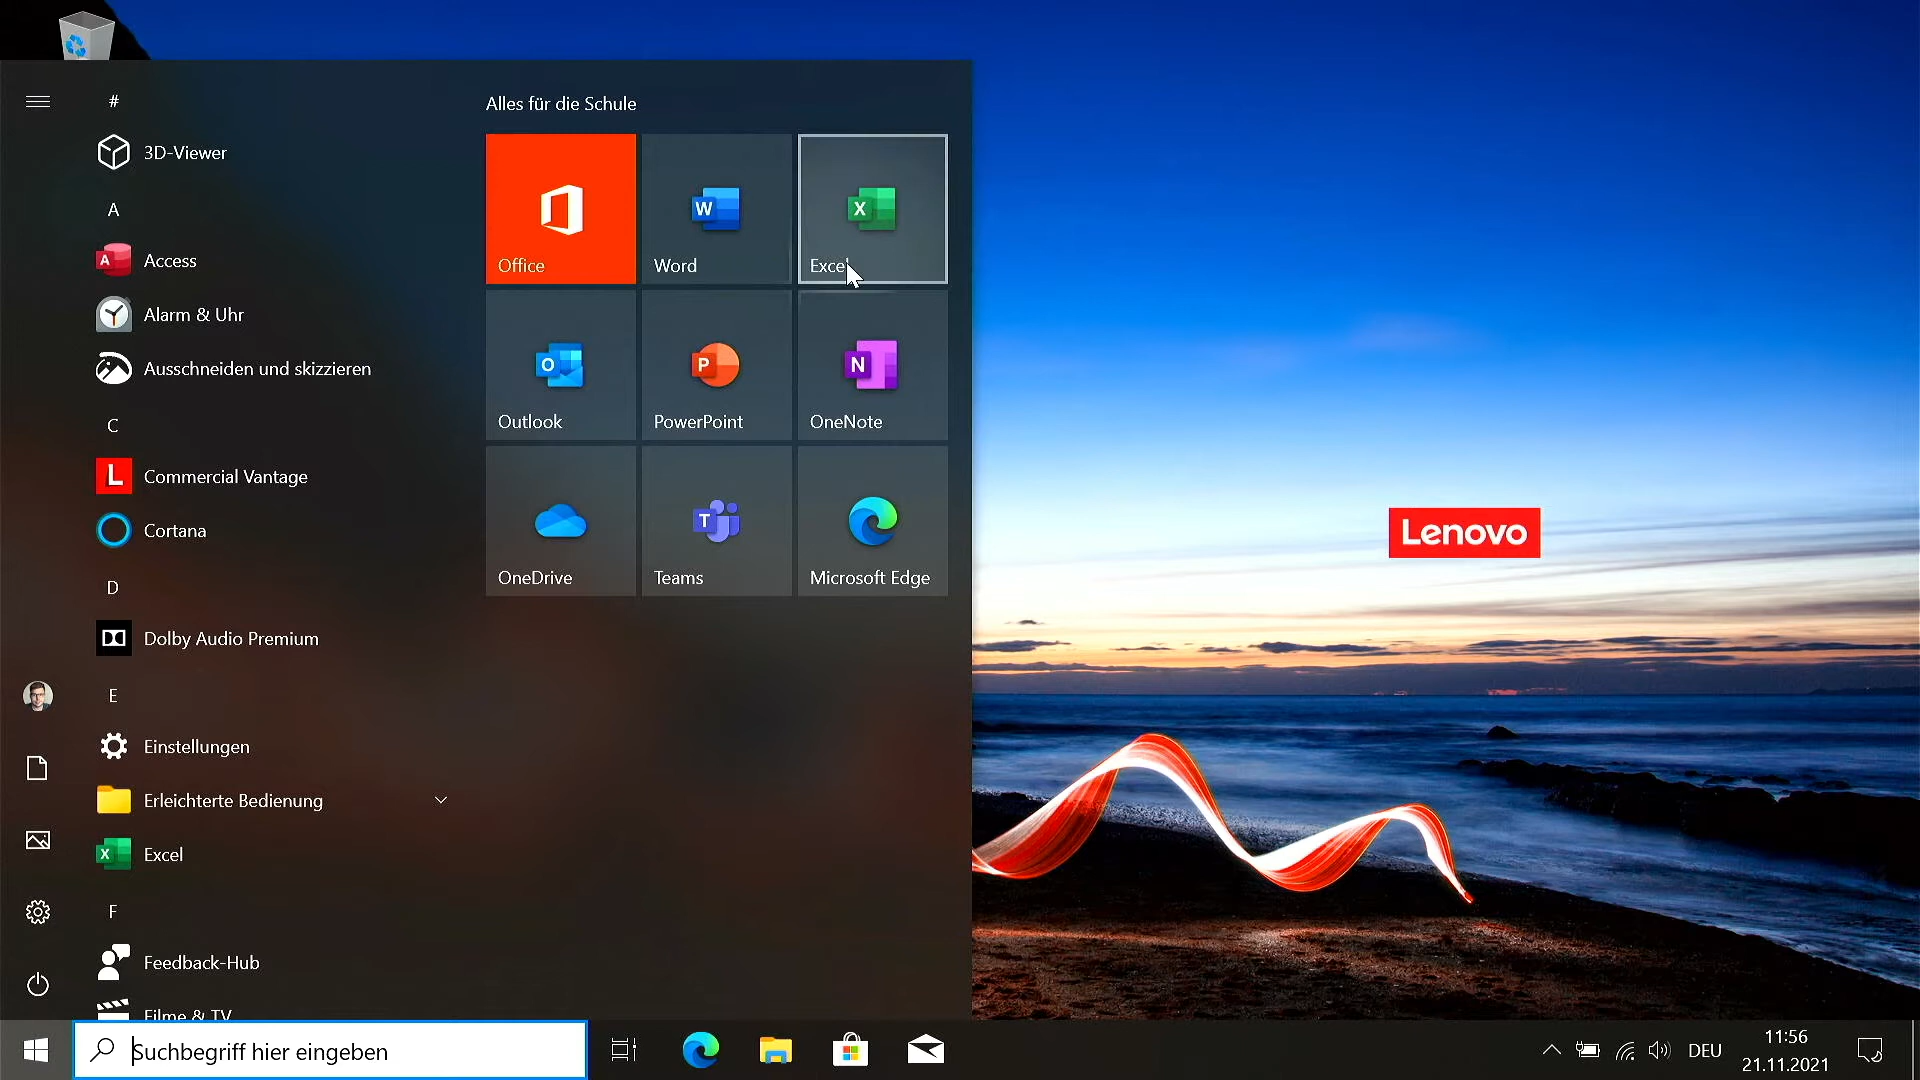 #
3D-Viewer
A
Access
Alarm & Uhr
Ausschneiden und skizzieren
C
Commercial Vantage
Cortana
D
Dolby Audio Premium
E
Einstellungen
Erleichterte Bedienung
Excel
F
Feedback-Hub
Filme & TV
Alles für die Schule
Office
Word
Excel
Outlook
PowerPoint
OneNote
OneDrive
Teams
Microsoft Edge
Lenovo
Suchbegriff hier eingeben
DEU
11:56
21.11.2021